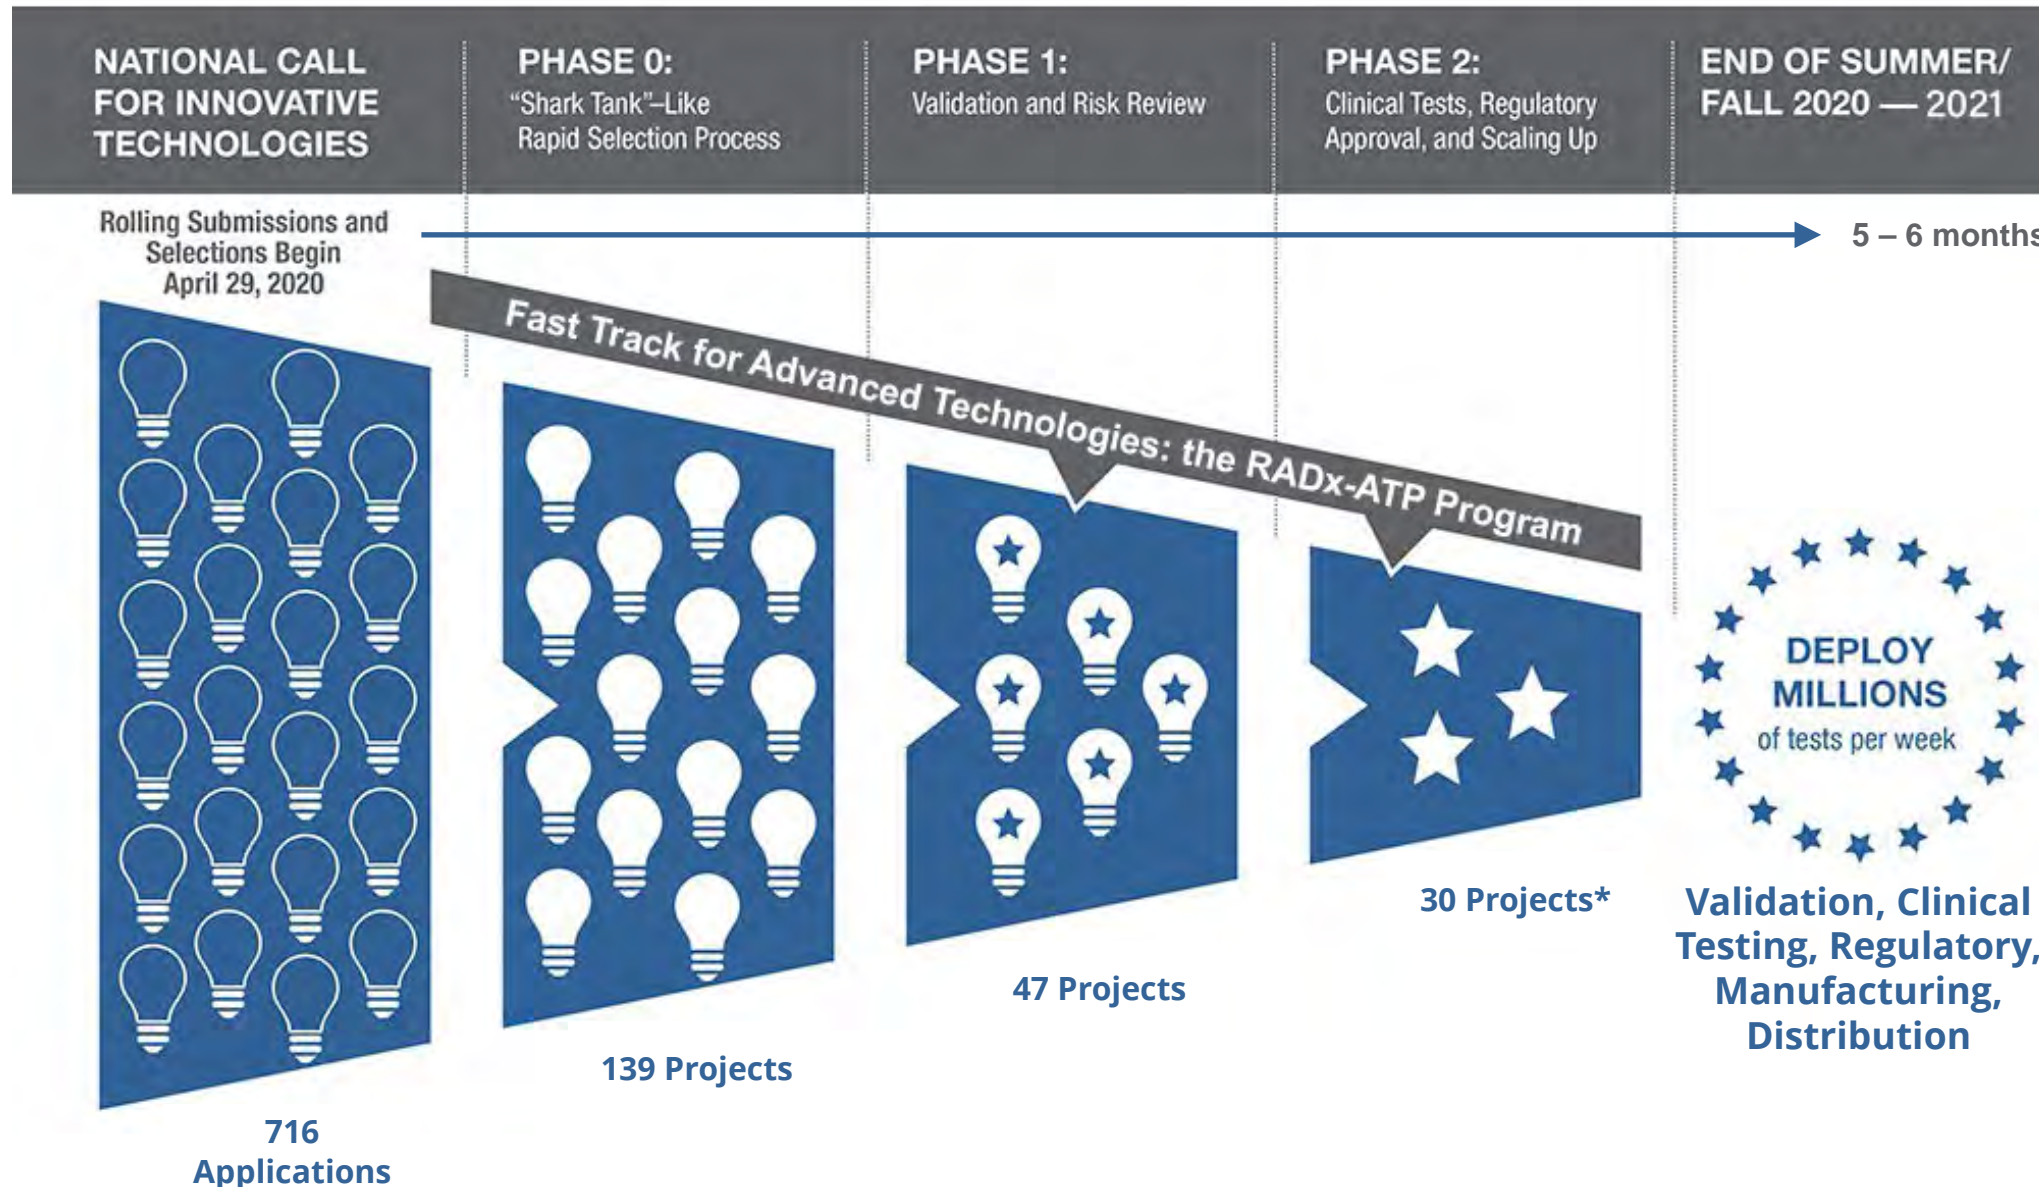 NATIONAL CALL
FOR INNOVATIVE
TECHNOLOGIES
PHASE 0:
“Shark Tank”–Like
Rapid Selection Process
PHASE 1:
Validation and Risk Review
PHASE 2:
Clinical Tests, Regulatory
Approval, and Scaling Up
END OF SUMMER/
FALL 2020 — 2021
Rolling Submissions and
Selections Begin
April 29, 2020
5 – 6 months
Fast Track for Advanced Technologies: the RADx-ATP Program
DEPLOY
MILLIONS
of tests per week
716
Applications
139 Projects
47 Projects
30 Projects*
Validation, Clinical
Testing, Regulatory,
Manufacturing,
Distribution